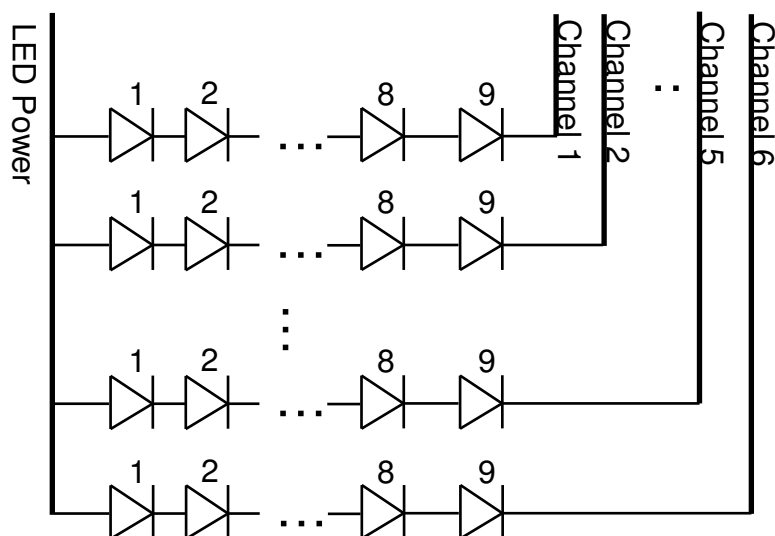 LED Power
Channel 1
Channel 2
..
Channel 5
Channel 6
1 2 ... 8 9
1 2 ... 8 9
...
1 2 ... 8 9
1 2 ... 8 9